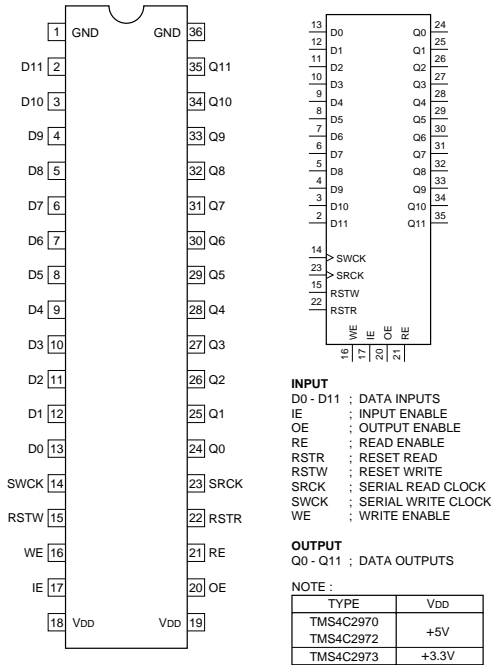 1 GND GND 36
D11 2 35 Q11
D10 3 34 Q10
D9 4 33 Q9
D8 5 32 Q8
D7 6 31 Q7
D6 7 30 Q6
D5 8 29 Q5
D4 9 28 Q4
D3 10 27 Q3
D2 11 26 Q2
D1 12 25 Q1
D0 13 24 Q0
SWCK 14 23 SRCK
RSTW 15 22 RSTR
WE 16 21 RE
IE 17 20 OE
18 VDD VDD 19
13 D0 Q0 24
12 D1 Q1 25
11 D2 Q2 26
10 D3 Q3 27
9 D4 Q4 28
8 D5 Q5 29
7 D6 Q6 30
6 D7 Q7 31
5 D8 Q8 32
4 D9 Q9 33
3 D10 Q10 34
2 D11 Q11 35
14 SWCK
23 SRCK
15 RSTW
22 RSTR
WE IE OE RE
16 17 20 21
INPUT
D0 - D11 ; DATA INPUTS
IE ; INPUT ENABLE
OE ; OUTPUT ENABLE
RE ; READ ENABLE
RSTR ; RESET READ
RSTW ; RESET WRITE
SRCK ; SERIAL READ CLOCK
SWCK ; SERIAL WRITE CLOCK
WE ; WRITE ENABLE
OUTPUT
Q0 - Q11 ; DATA OUTPUTS
NOTE :
TYPE VDD
TMS4C2970
TMS4C2972 +5V
TMS4C2973 +3.3V